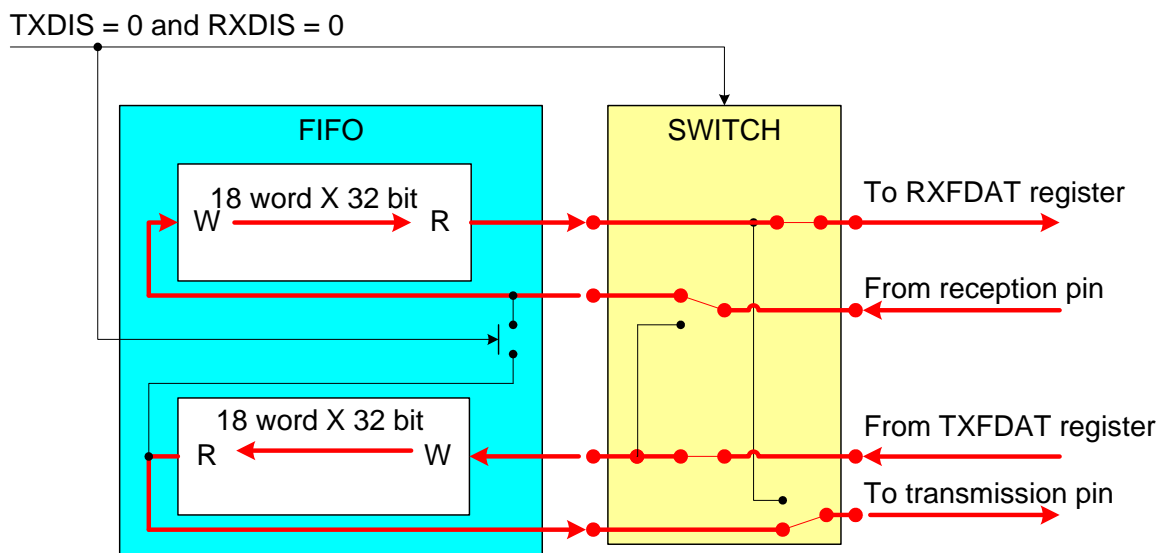 TXDIS = 0 and RXDIS = 0
FIFO
SWITCH
18 word X 32 bit
W
R
To RXFDAT register
From reception pin
18 word X 32 bit
R
W
From TXFDAT register
To transmission pin